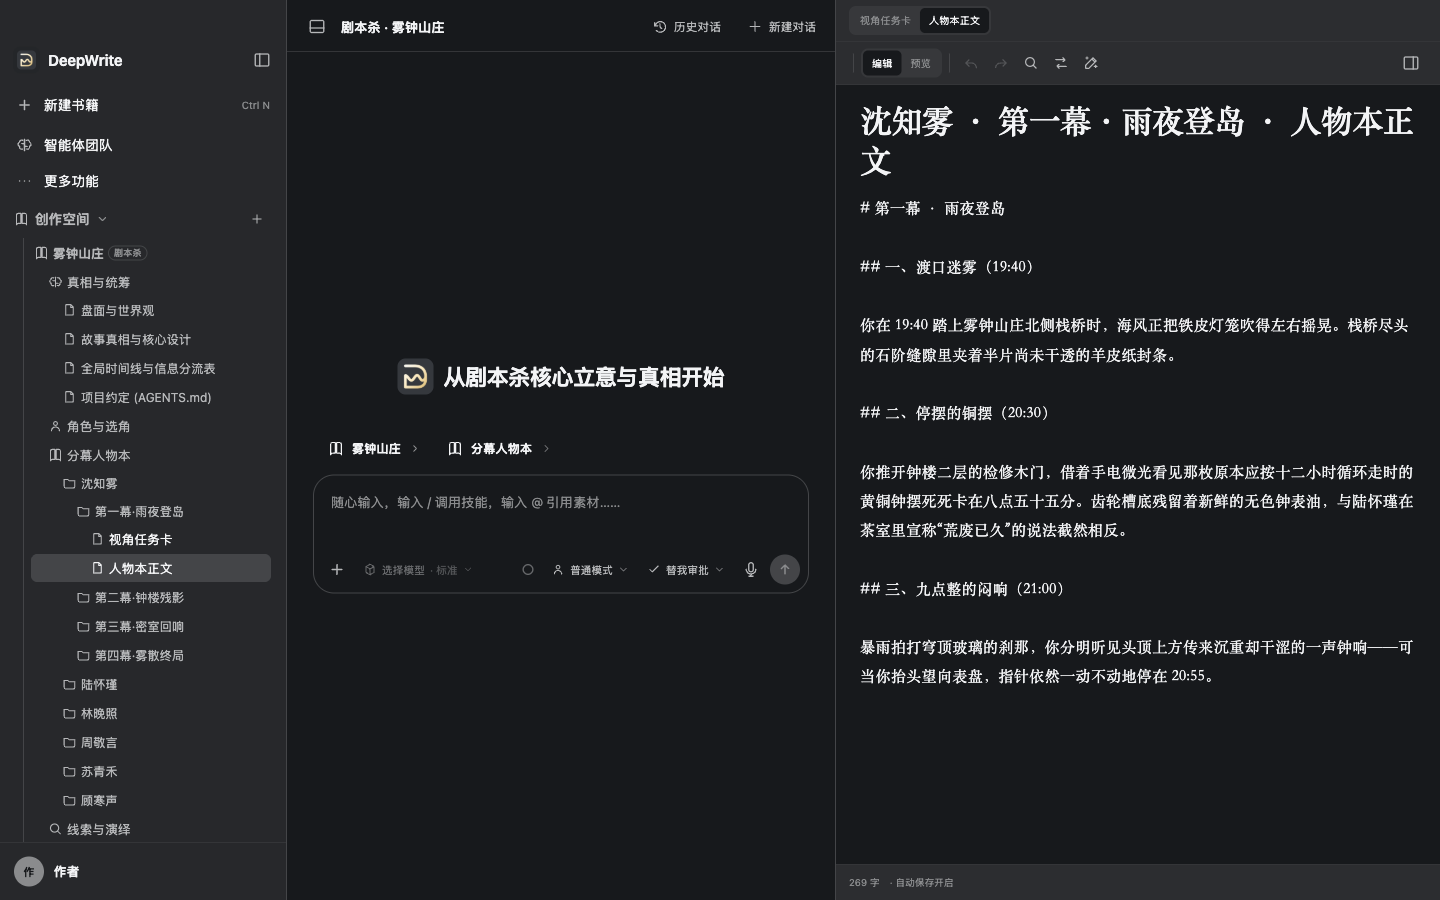 DeepWrite
新建书籍 Ctrl N
智能体团队
更多功能
创作空间
雾钟山庄 剧本杀
真相与统筹
盘面与世界观
故事真相与核心设计
全局时间线与信息分流表
项目约定 (AGENTS.md)
角色与选角
分幕人物本
沈知雾
第一幕·雨夜登岛
视角任务卡
人物本正文
第二幕·钟楼残影
第三幕·密室回响
第四幕·雾散终局
陆怀瑾
林晚照
周敬言
苏青禾
顾寒声
线索与演绎
作 作者
剧本杀 · 雾钟山庄 历史对话 新建对话
从剧本杀核心立意与真相开始
雾钟山庄 分幕人物本
随心输入，输入 / 调用技能，输入 @ 引用素材……
选择模型 · 标准 普通模式 替我审批
视角任务卡 人物本正文
编辑 预览
沈知雾 · 第一幕 · 雨夜登岛 · 人物本正
文
# 第一幕 · 雨夜登岛
## 一、渡口迷雾（19:40）
你在 19:40 踏上雾钟山庄北侧栈桥时，海风正把铁皮灯笼吹得左右摇晃。栈桥尽头
的石阶缝隙里夹着半片尚未干透的羊皮纸封条。
## 二、停摆的铜摆（20:30）
你推开钟楼二层的检修木门，借着手电微光看见那枚原本应按十二小时循环走时的
黄铜钟摆死死卡在八点五十五分。齿轮槽底残留着新鲜的无色钟表油，与陆怀瑾在
茶室里宣称“荒废已久”的说法截然相反。
## 三、九点整的闷响（21:00）
暴雨拍打穹顶玻璃的刹那，你分明听见头顶上方传来沉重却干涩的一声钟响——可
当你抬头望向表盘，指针依然一动不动地停在 20:55。
269 字 · 自动保存开启